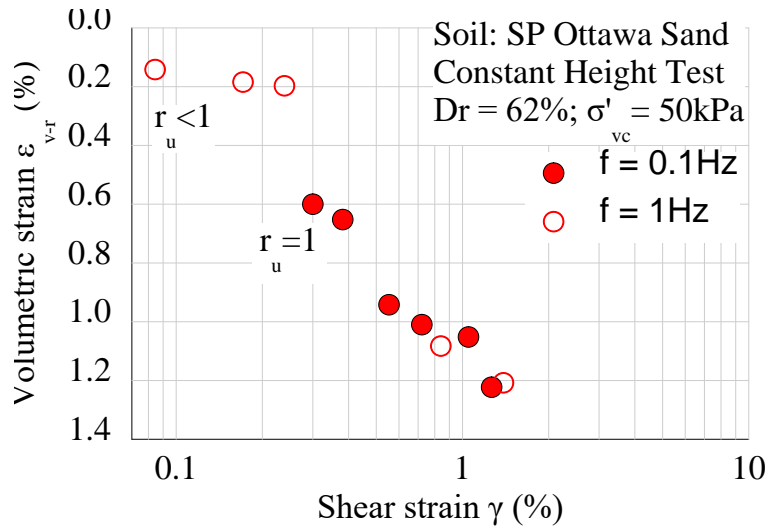 Soil: SP Ottawa Sand
Constant Height Test
Dr = 62%; σ'vc = 50kPa
f = 0.1Hz
f = 1Hz
ru<1
ru=1
Volumetric strain εv-r (%)
0.0
0.2
0.4
0.6
0.8
1.0
1.2
1.4
0.1
1
10
Shear strain γ (%)